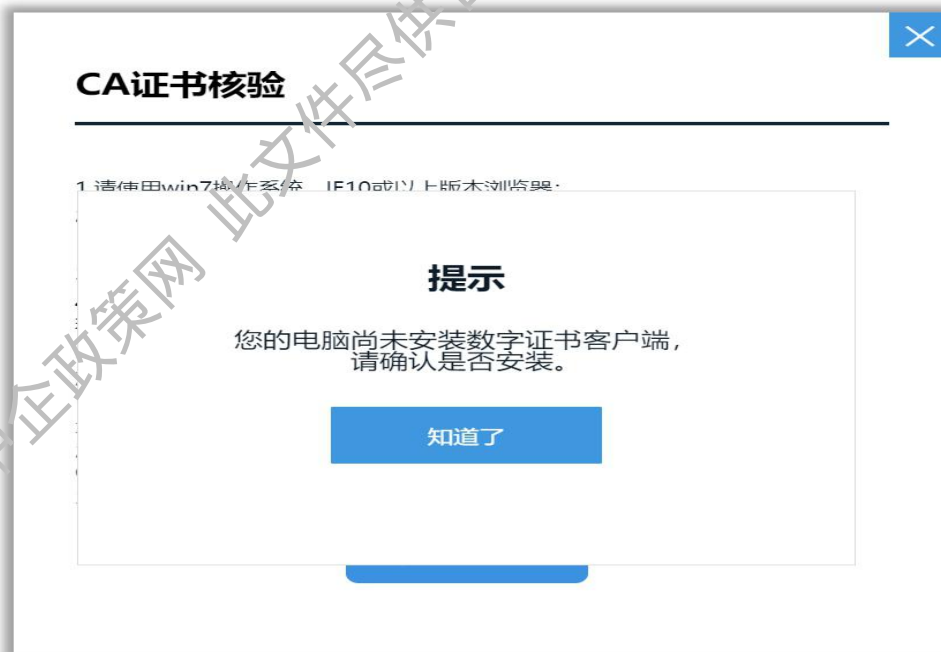 CA证书核验
1.请使用win7操作系统，IE10或以上版本浏览器；
提示
您的电脑尚未安装数字证书客户端，
请确认是否安装。
知道了
企政策网 此文件尽供